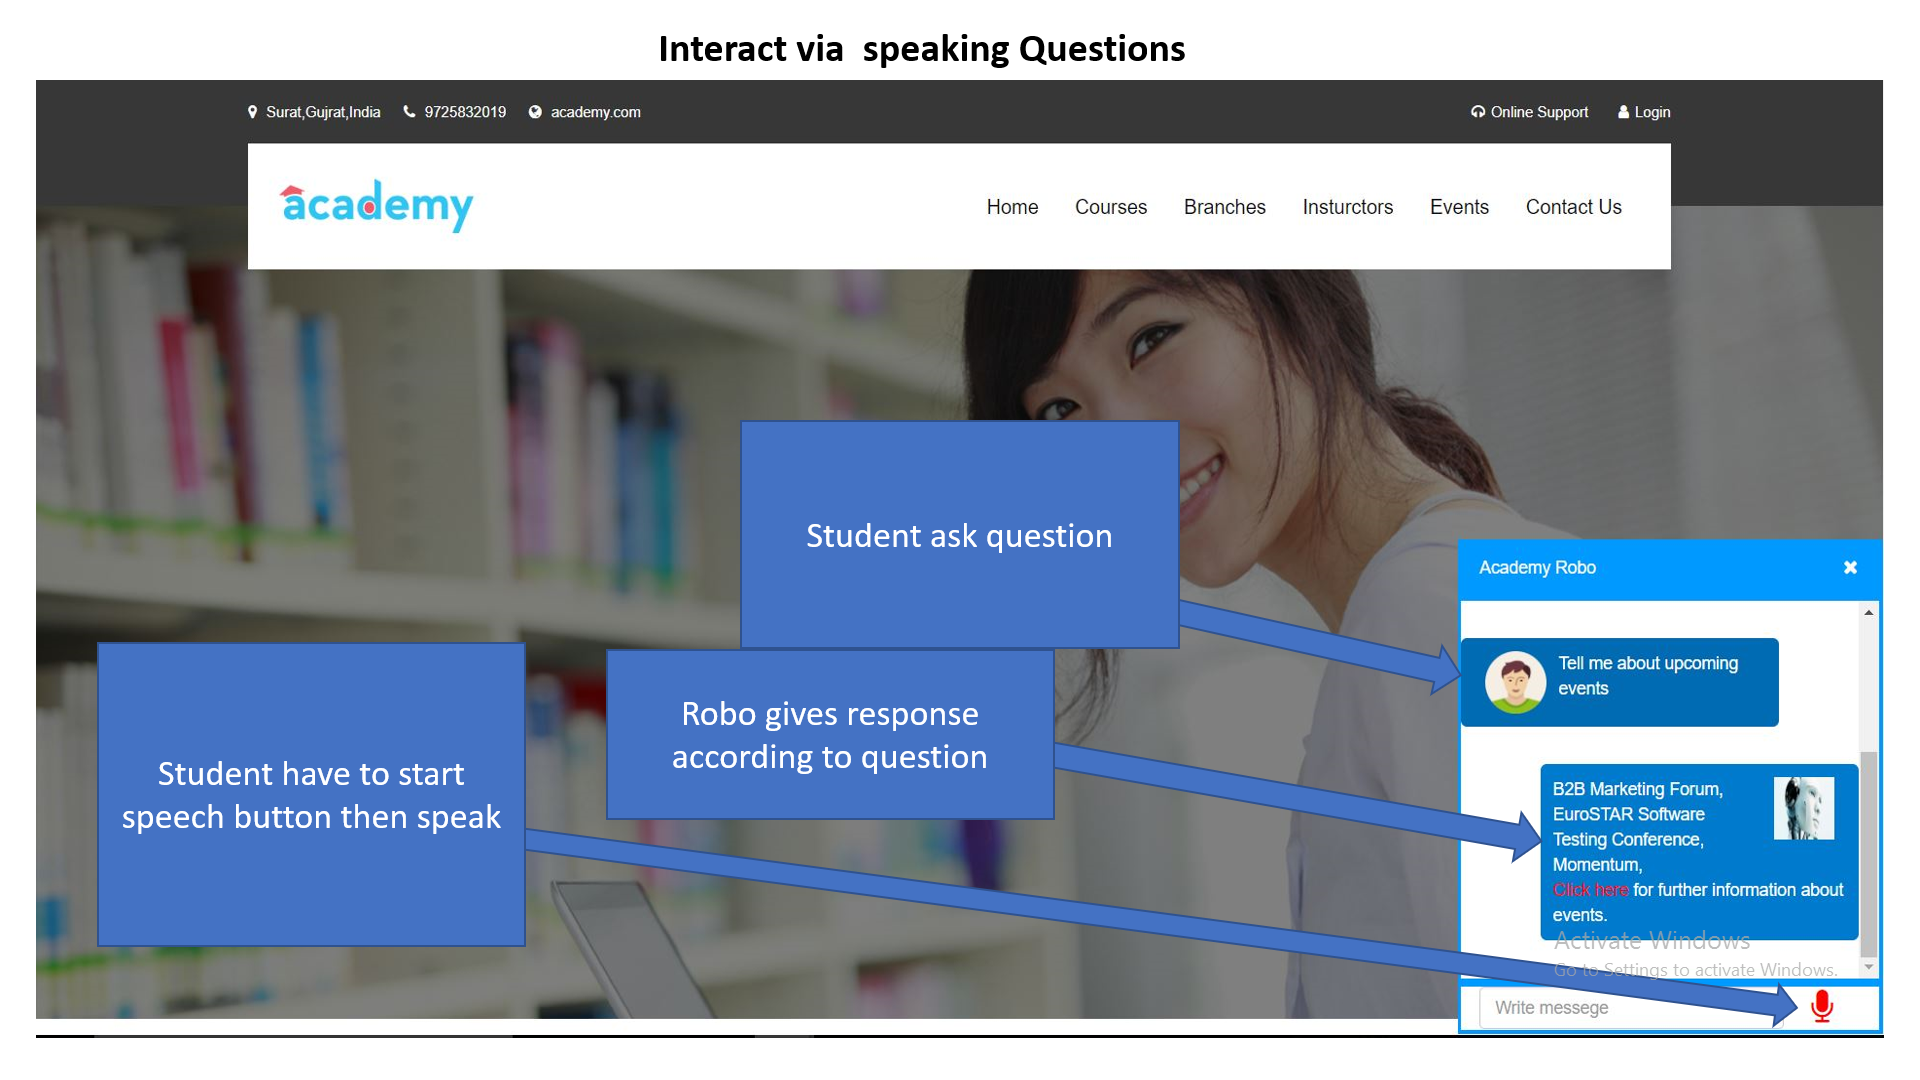 Interact via  speaking Questions
Surat,Gujrat,India 9725832019 academy.com Online Support Login
academy
Home Courses Branches Insturctors Events Contact Us
Student ask question
Academy Robo
Tell me about upcoming
events
Robo gives response
according to question
Student have to start
speech button then speak
B2B Marketing Forum,
EuroSTAR Software
Testing Conference,
Momentum,
Click here for further information about
events.
Activate Windows
Go to Settings to activate Windows.
Write messege